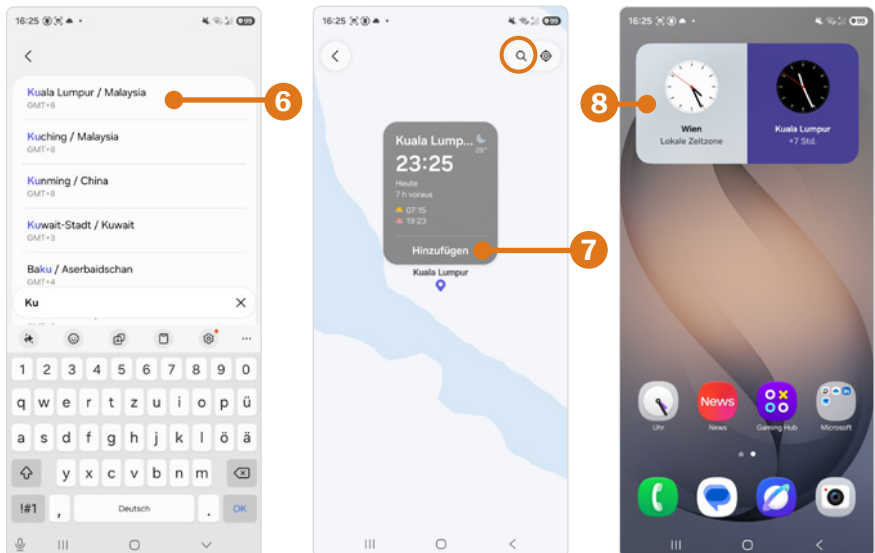 16:25
99
Kuala Lumpur / Malaysia
GMT+8
6
Kuching / Malaysia
GMT+8
Kunming / China
GMT+8
Kuwait-Stadt / Kuwait
GMT+3
Baku / Aserbaidschan
GMT+4
Ku
1 2 3 4 5 6 7 8 9 0
q w e r t z u i o p ü
a s d f g h j k l ö ä
y x c v b n m
!#1 , Deutsch . OK
16:25
99
Kuala Lump...
28°
23:25
Heute
7 h voraus
07:15
19:23
Hinzufügen
7
Kuala Lumpur
16:25
99
8
Wien
Lokale Zeitzone
Kuala Lumpur
+7 Std.
News
Uhr
News
Gaming Hub
Microsoft